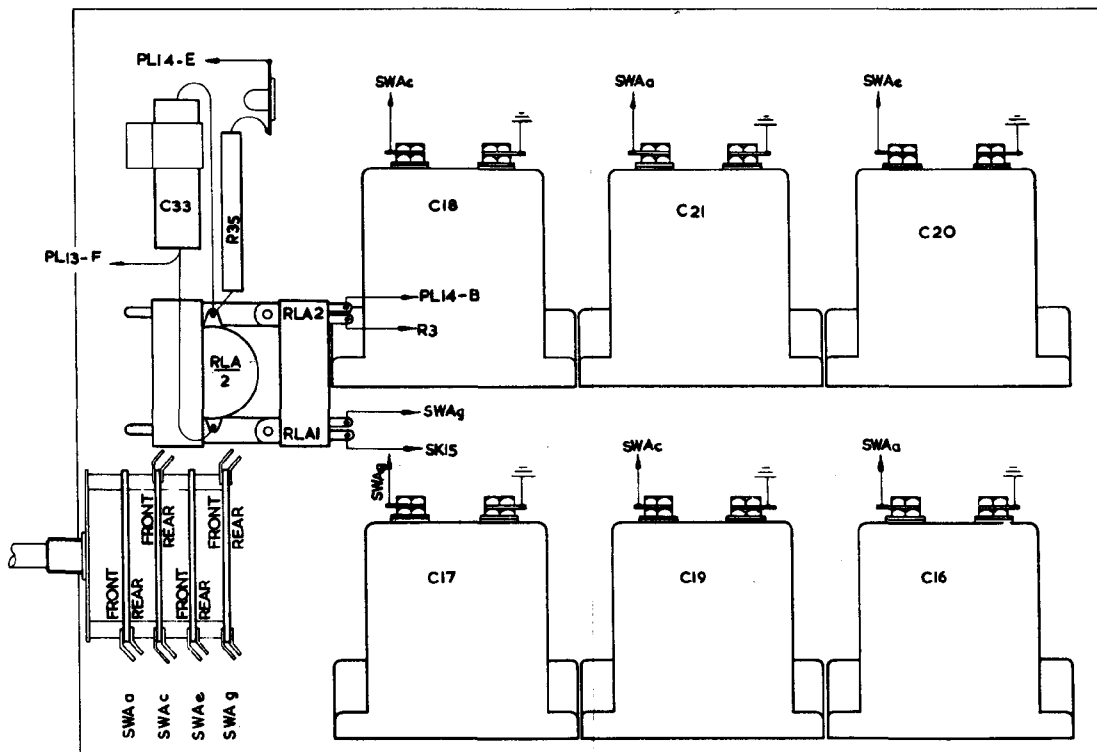 PL14-E
SWAc
SWAa
SWAe
C33
R35
C18
C21
C20
PL13-F
PL14-B
RLA2
R3
RLA
2
SWAg
RLA1
SK15
SWAg
SWAc
SWAa
FRONT
REAR
FRONT
REAR
FRONT
REAR
FRONT
REAR
C17
C19
C16
SWAa
SWAc
SWAe
SWAg